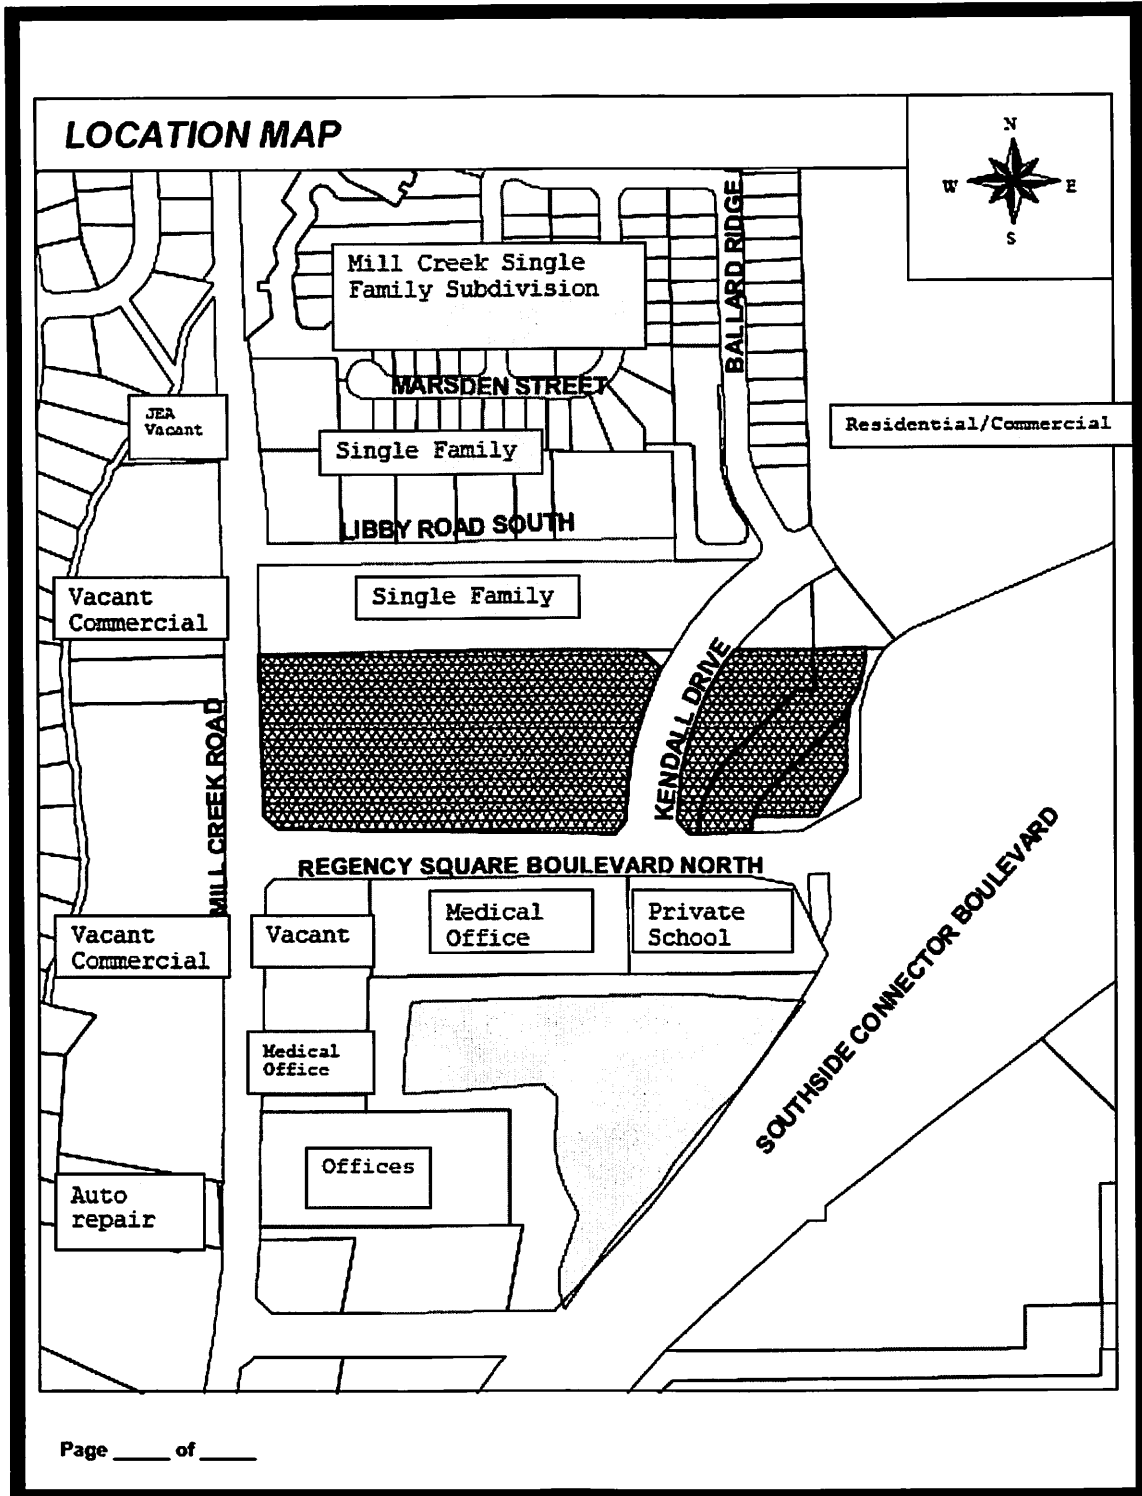 LOCATION MAP
N
W E
S
Mill Creek Single
Family Subdivision
BALLARD RIDGE
MARSDEN STREET
JEA
Vacant
Residential/Commercial
Single Family
LIBBY ROAD SOUTH
Vacant
Commercial
Single Family
KENDALL DRIVE
MILL CREEK ROAD
REGENCY SQUARE BOULEVARD NORTH
SOUTHSIDE CONNECTOR BOULEVARD
Medical
Office
Private
School
Vacant
Vacant
Commercial
Medical
Office
Offices
Auto
repair
Page _____ of _____